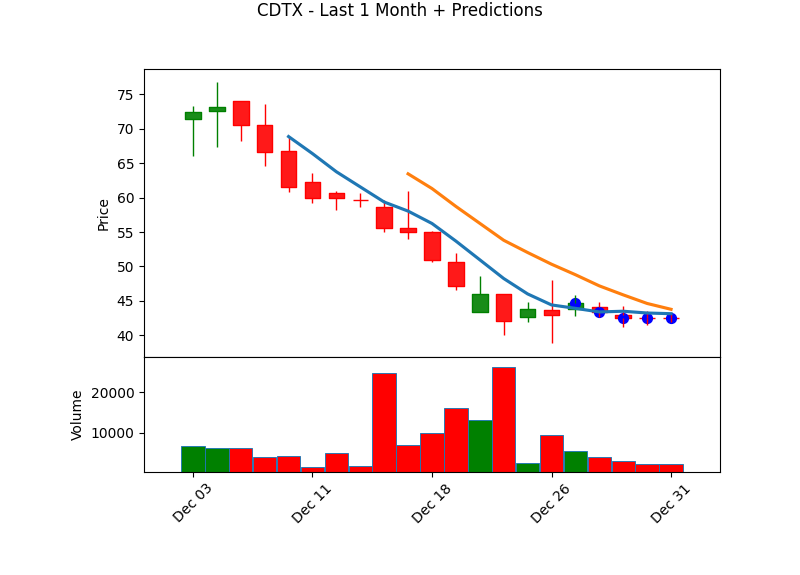 CDTX - Last 1 Month + Predictions
75
70
65
60
55
50
45
40
Price
20000
10000
Volume
Dec 03
Dec 11
Dec 18
Dec 26
Dec 31